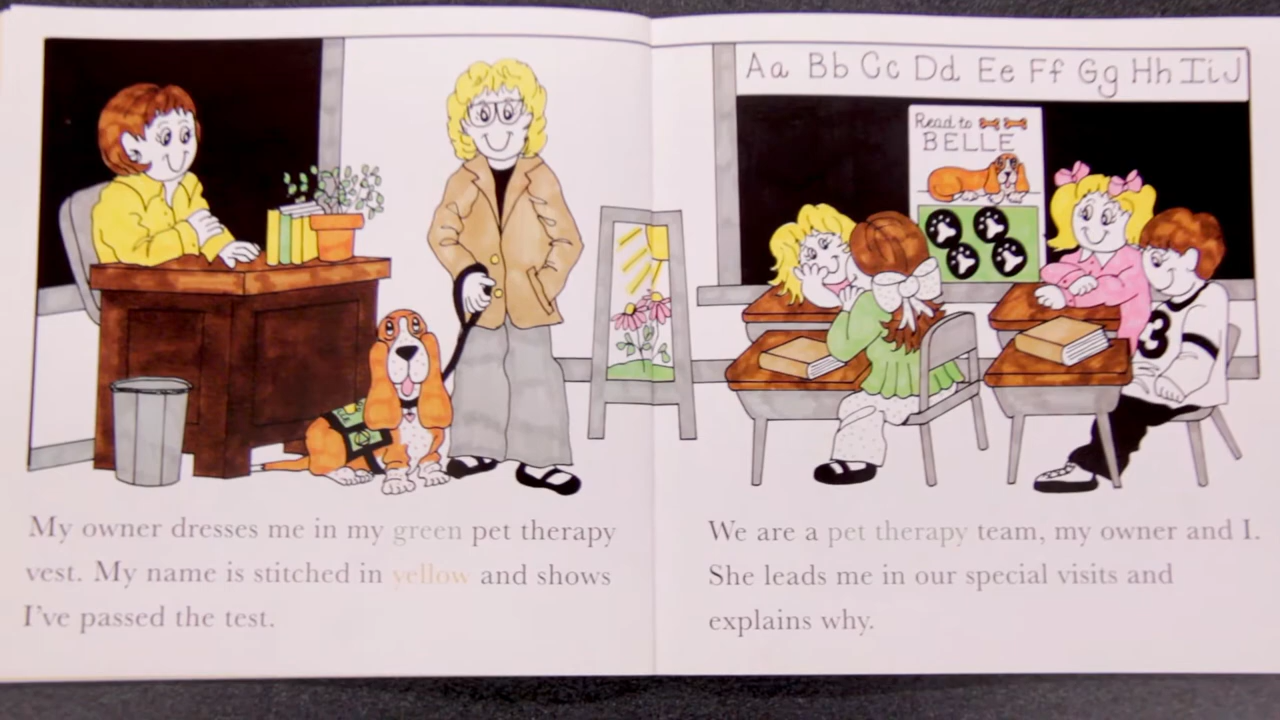 Aa Bb Cc Dd Ee Ff Gg Hh Ii J
Read to
BELLE
3
My owner dresses me in my green pet therapy
vest. My name is stitched in yellow and shows
I've passed the test.
We are a pet therapy team, my owner and I.
She leads me in our special visits and
explains why.